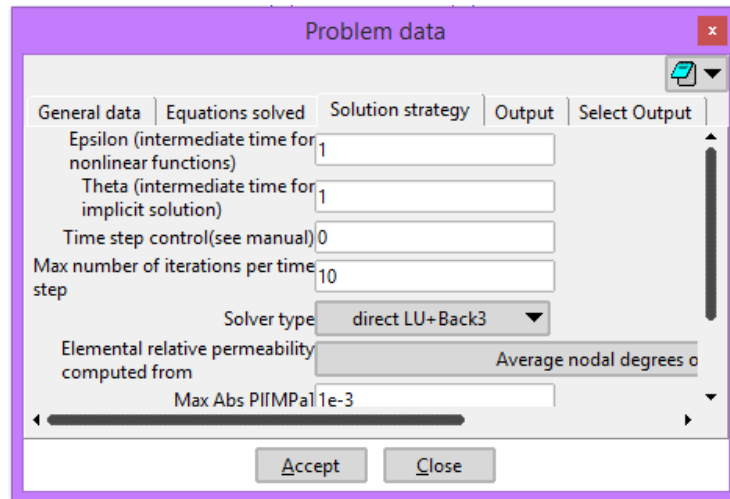 Problem data
x
General data Equations solved Solution strategy Output Select Output
Epsilon (intermediate time for
nonlinear functions)
1
Theta (intermediate time for
implicit solution)
1
Time step control(see manual) 0
Max number of iterations per time
step
10
Solver type direct LU+Back3
Elemental relative permeability
computed from
Average nodal degrees o
Max Abs Pl[MPa] 1e-3
Accept Close